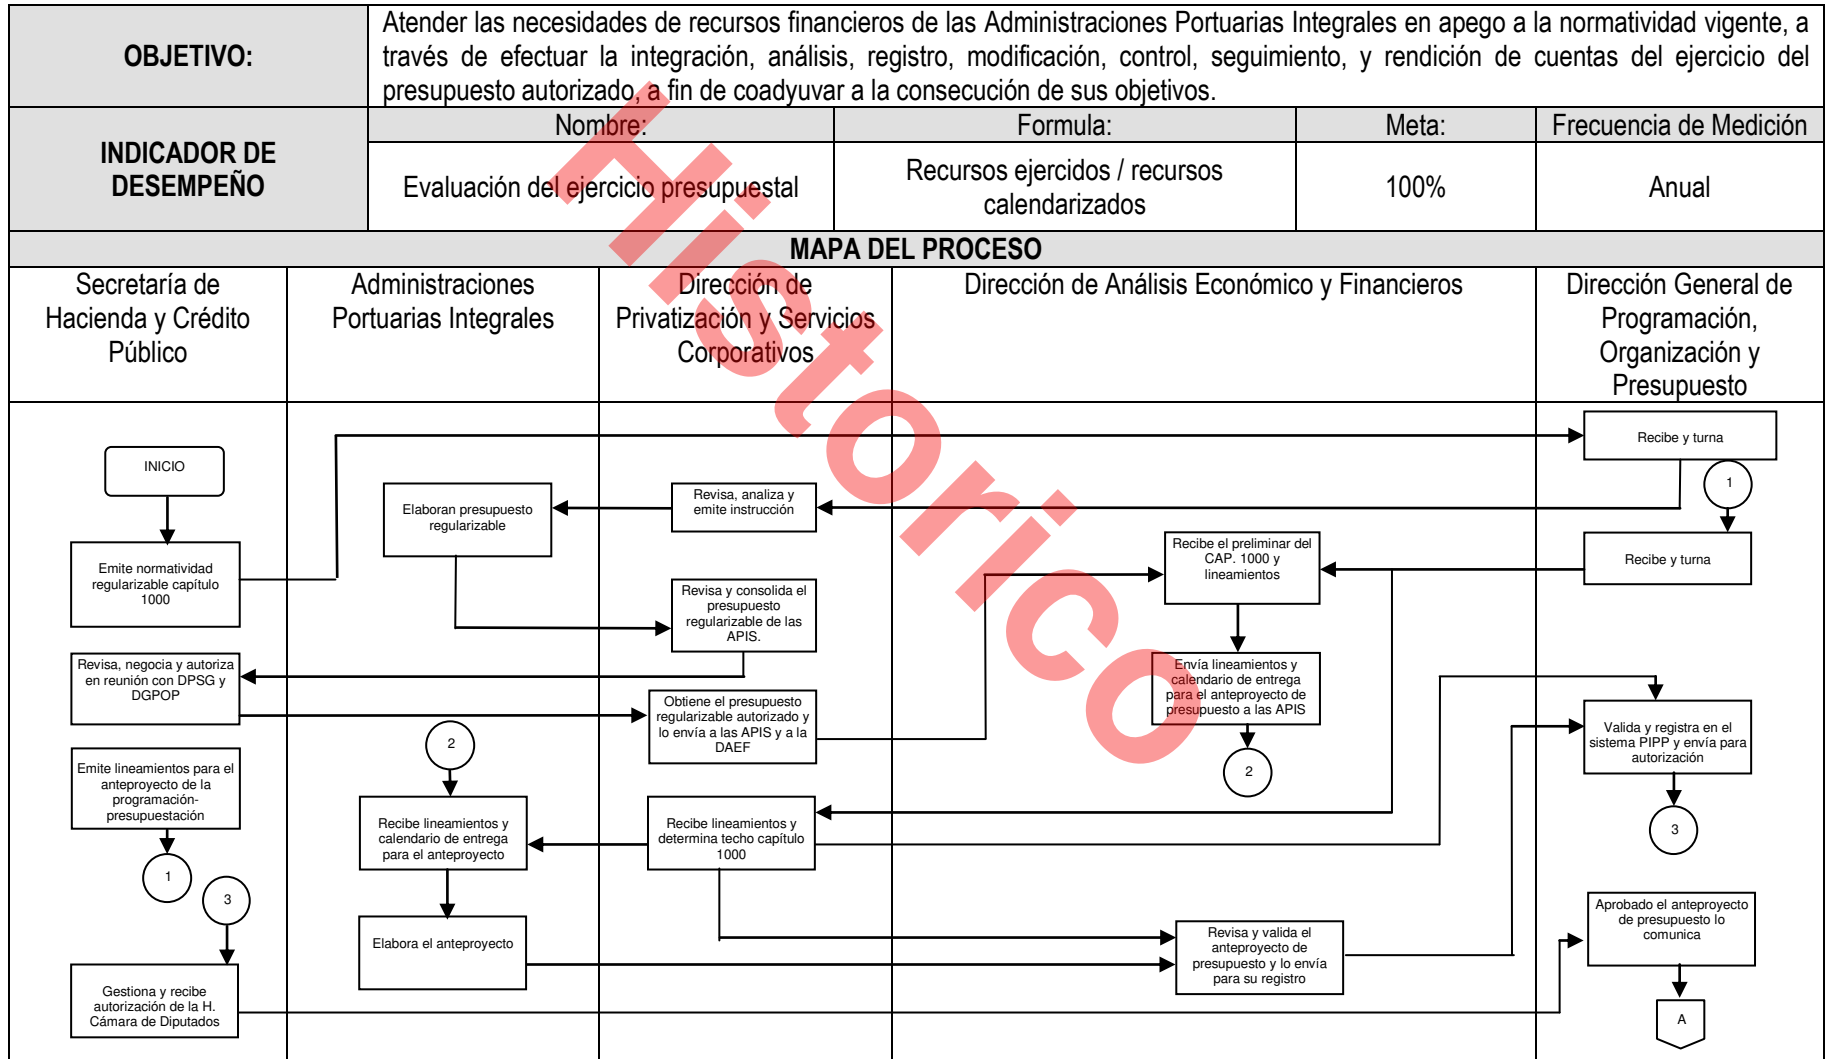 OBJETIVO:
Atender las necesidades de recursos financieros de las Administraciones Portuarias Integrales en apego a la normatividad vigente, a
través de efectuar la integración, análisis, registro, modificación, control, seguimiento, y rendición de cuentas del ejercicio del
presupuesto autorizado, a fin de coadyuvar a la consecución de sus objetivos.
INDICADOR DE
DESEMPEÑO
Nombre:
Formula:
Meta:
Frecuencia de Medición
Evaluación del ejercicio presupuestal
Recursos ejercidos / recursos
calendarizados
100%
Anual
MAPA DEL PROCESO
Secretaría de
Hacienda y Crédito
Público
Administraciones
Portuarias Integrales
Dirección de
Privatización y Servicios
Corporativos
Dirección de Análisis Económico y Financieros
Dirección General de
Programación,
Organización y
Presupuesto
INICIO
Emite normatividad
regularizable capítulo
1000
Recibe y turna
Revisa, analiza y
emite instrucción
Elaboran presupuesto
regularizable
Revisa y consolida el
presupuesto
regularizable de las
APIS.
Revisa, negocia y autoriza
en reunión con DPSG y
DGPOP
Obtiene el presupuesto
regularizable autorizado y
lo envía a las APIS y a la
DAEF
Emite lineamientos para el
anteproyecto de la
programación-
presupuestación
1
1
Recibe y turna
Recibe el preliminar del
CAP. 1000 y
lineamientos
Envía lineamientos y
calendario de entrega
para el anteproyecto de
presupuesto a las APIS
2
2
Recibe lineamientos y
calendario de entrega
para el anteproyecto
Recibe lineamientos y
determina techo capítulo
1000
Elabora el anteproyecto
Revisa y valida el
anteproyecto de
presupuesto y lo envía
para su registro
Valida y registra en el
sistema PIPP y envía para
autorización
3
3
Gestiona y recibe
autorización de la H.
Cámara de Diputados
Aprobado el anteproyecto
de presupuesto lo
comunica
A
Historico